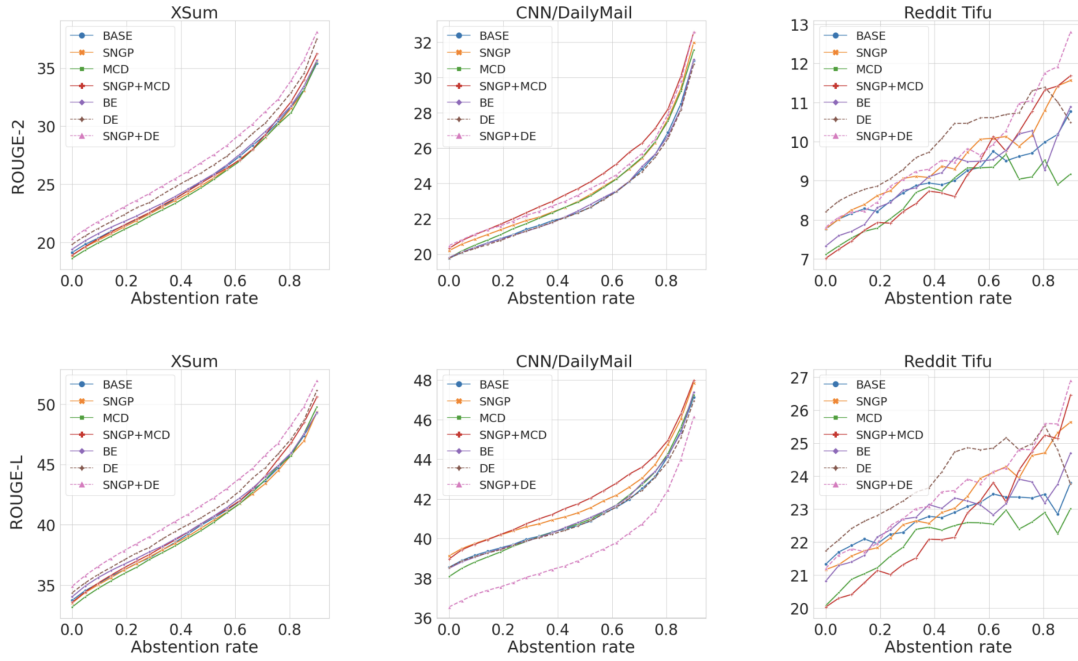 XSum
ROUGE-2
35
30
25
20
BASE
SNGP
MCD
SNGP+MCD
BE
DE
SNGP+DE
0.0 0.2 0.4 0.6 0.8
Abstention rate
CNN/DailyMail
32
30
28
26
24
22
20
BASE
SNGP
MCD
SNGP+MCD
BE
DE
SNGP+DE
0.0 0.2 0.4 0.6 0.8
Abstention rate
Reddit Tifu
13
12
11
10
9
8
7
BASE
SNGP
MCD
SNGP+MCD
BE
DE
SNGP+DE
0.0 0.2 0.4 0.6 0.8
Abstention rate
XSum
ROUGE-L
50
45
40
35
BASE
SNGP
MCD
SNGP+MCD
BE
DE
SNGP+DE
0.0 0.2 0.4 0.6 0.8
Abstention rate
CNN/DailyMail
48
46
44
42
40
38
36
BASE
SNGP
MCD
SNGP+MCD
BE
DE
SNGP+DE
0.0 0.2 0.4 0.6 0.8
Abstention rate
Reddit Tifu
27
26
25
24
23
22
21
20
BASE
SNGP
MCD
SNGP+MCD
BE
DE
SNGP+DE
0.0 0.2 0.4 0.6 0.8
Abstention rate